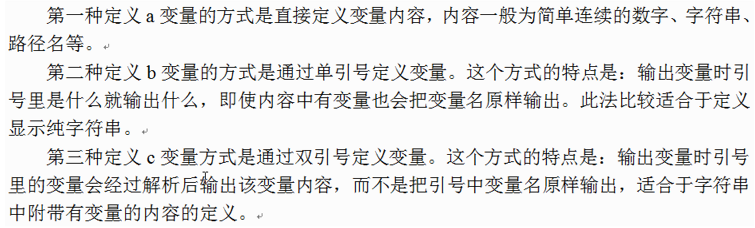 第一种定义 a 变量的方式是直接定义变量内容，内容一般为简单连续的数字、字符串、
路径名等。
第二种定义 b 变量的方式是通过单引号定义变量。这个方式的特点是：输出变量时引
号里是什么就输出什么，即使内容中有变量也会把变量名原样输出。此法比较适合于定义
显示纯字符串。
第三种定义 c 变量方式是通过双引号定义变量。这个方式的特点是：输出变量时引号
里的变量会经过解析后输出该变量内容，而不是把引号中变量名原样输出，适合于字符串
中附带有变量的内容的定义。